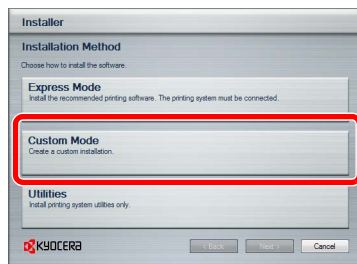 Installer
Installation Method
Choose how to install the software.
Express Mode
Install the recommended printing software. The printing system must be connected.
Custom Mode
Create a custom installation.
Utilities
Install printing system utilities only.
KYOCERA
< Back
Next >
Cancel